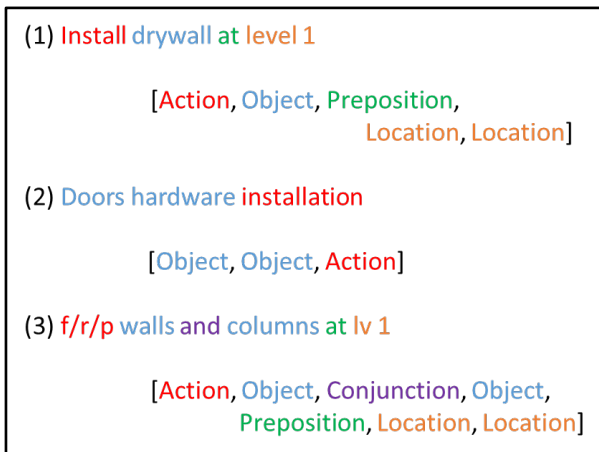 (1) Install drywall at level 1
[Action, Object, Preposition,
Location, Location]
(2) Doors hardware installation
[Object, Object, Action]
(3) f/r/p walls and columns at lv 1
[Action, Object, Conjunction, Object,
Preposition, Location, Location]